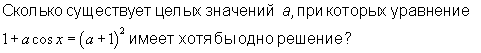 Сколько существует целых значений a, при которых уравнение
1 + a cos x = (a + 1)² имеет хотя бы одно решение?